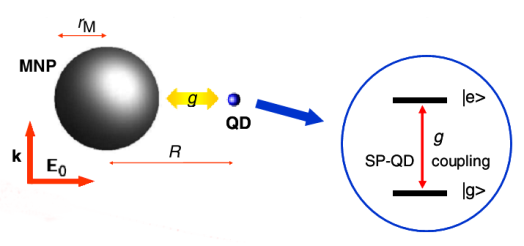 r_M
MNP
g
QD
R
k
E_0
|e>
g
SP-QD coupling
|g>